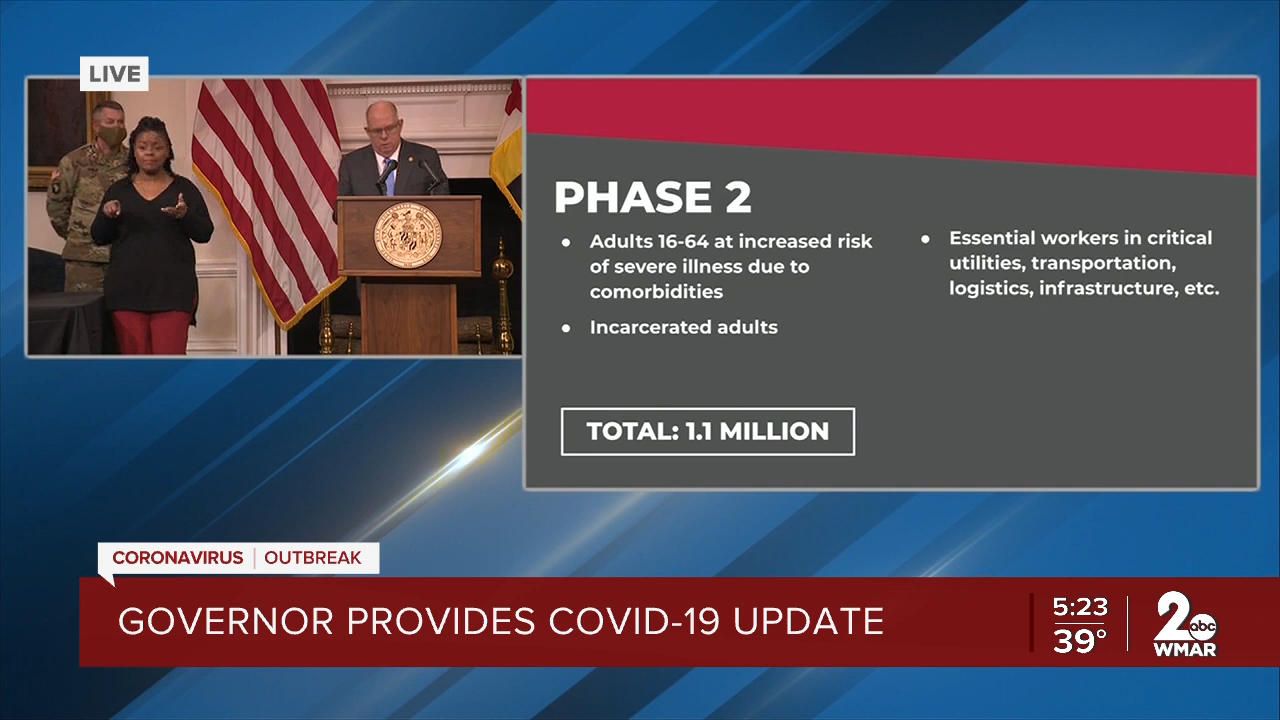 LIVE
PHASE 2
• Adults 16-64 at increased risk
of severe illness due to
comorbidities
• Incarcerated adults
• Essential workers in critical
utilities, transportation,
logistics, infrastructure, etc.
TOTAL: 1.1 MILLION
CORONAVIRUS | OUTBREAK
GOVERNOR PROVIDES COVID-19 UPDATE
5:23
39°
2 abc
WMAR